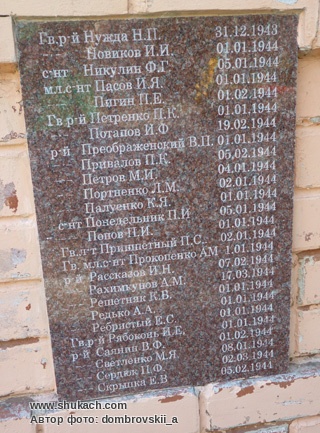 Гв.р-й Нужда Н.П. 31.12.1943
-"- Новиков И.И. 01.01.1944
с-нт Никулин Ф.Г. 05.01.1944
мл.с-нт Пасов И.Я. 01.01.1944
-"- Пигин П.Е. 01.02.1944
Гв.р-й Петренко П.К. 01.01.1944
-"- Потапов И.Ф 19.02.1944
р-й Преображенский В.П. 01.01.1944
-"- Привалов П.К. 05.02.1944
-"- Петров М.И. 04.01.1944
-"- Портненко Л.М. 02.01.1944
-"- Палуенко К.Я. 01.01.1944
с-нт Понедельник П.И 05.01.1944
-"- Попов П.И. 01.01.1944
Гв.л-т Приппётный П.С. 02.01.1944
Гв. мл.с-нт Прокопенко А.М. 1.01.1944
р-й Рассказов И.Н. 07.02.1944
-"- Рахимгунов А.М. 17.03.1944
-"- Решетняк К.В. 01.01.1944
-"- Редько А.А. 01.01.1944
-"- Ребристый Е.С 01.01.1944
Гв.р-й Рябоконь И.Е. 01.01.1944
р-й Саянин В.Ф. 01.02.1944
-"- Светленко М.Я 08.01.1944
-"- Сердюк П.Ф. 02.03.1944
-"- Скрыпка Е.В 05.02.1944
www.shukach.com
Автор фото: dombrovskii_a